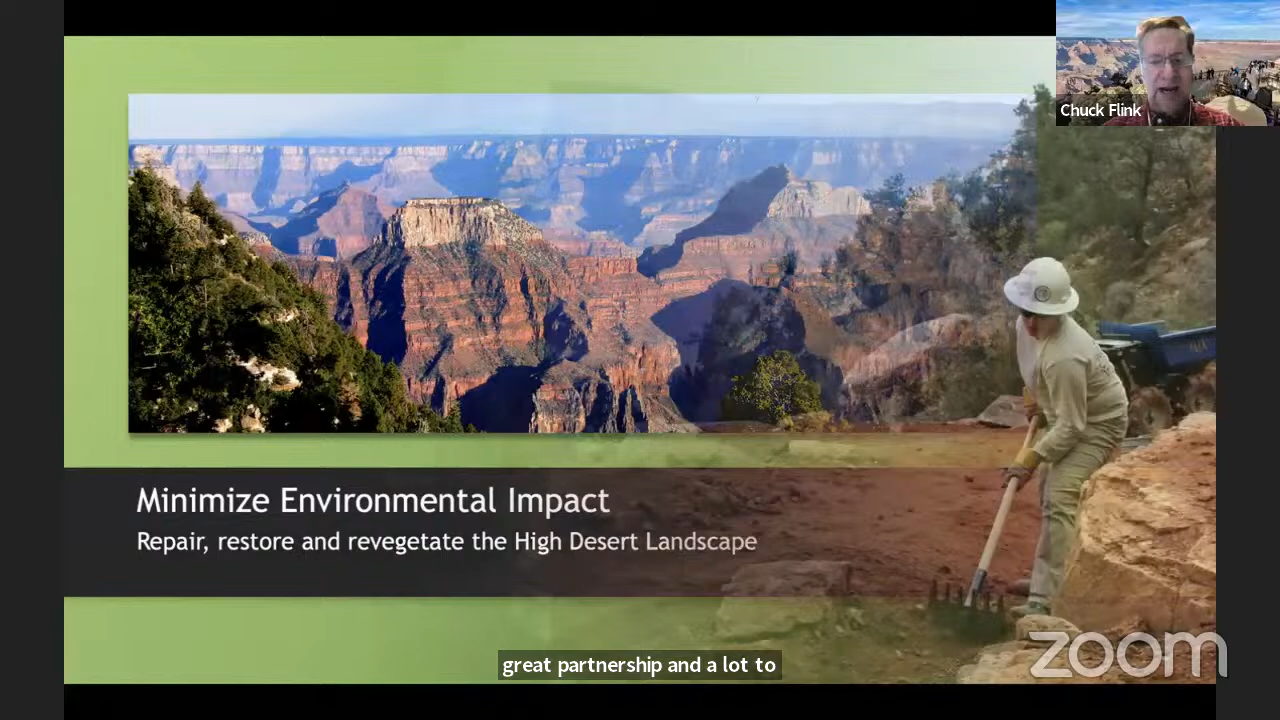 Chuck Flink
Minimize Environmental Impact
Repair, restore and revegetate the High Desert Landscape
great partnership and a lot to
zoom